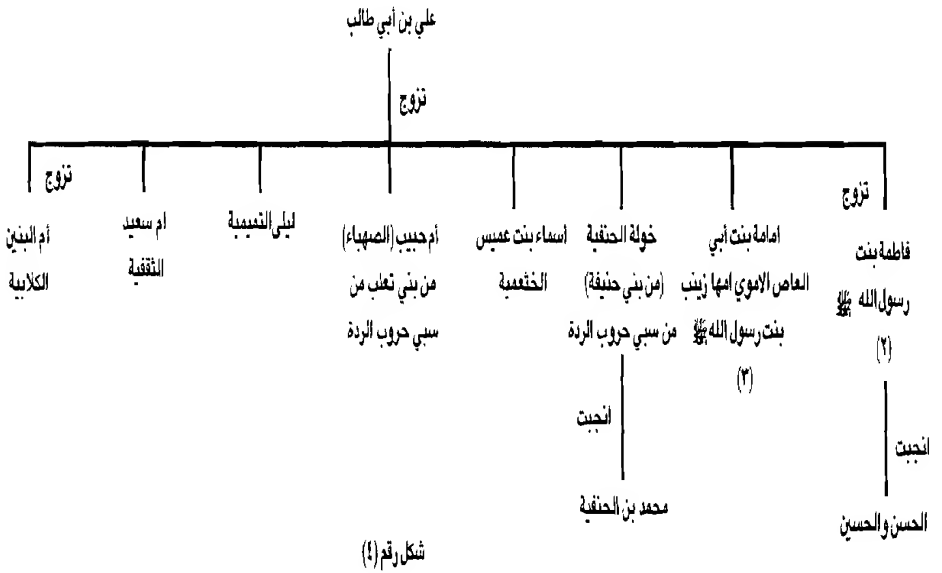 علي بن أبي طالب
تزوج
تزوج
فاطمة بنت
رسول الله ﷺ
(٢)
انجبت
الحسن والحسين
امامة بنت أبي
العاص الاموي امها زينب
بنت رسول الله ﷺ
(٣)
خولة الحنفية
(من بني حنيفة)
من سبي حروب الردة
انجبت
محمد بن الحنفية
اسماء بنت عميس
الخثعمية
أم حبيب (الصهباء)
من بني تعلب من
سبي حروب الردة
ليلى التميمية
ام سعيد
الثقفية
تزوج
أم البنين
الكلابية
شكل رقم (٤)